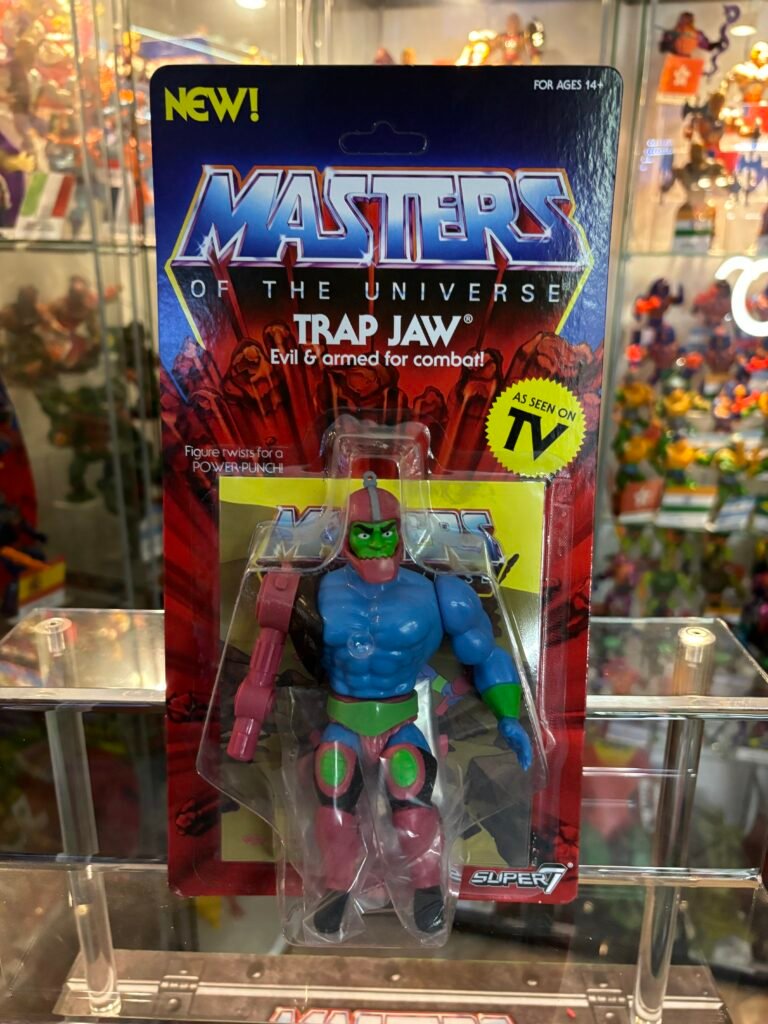 NEW!
FOR AGES 14+
MASTERS
OF THE UNIVERSE
TRAP JAW®
Evil & armed for combat!
AS SEEN ON
TV
Figure twists for a
POWER-PUNCH!
SUPER7®
MASTERS